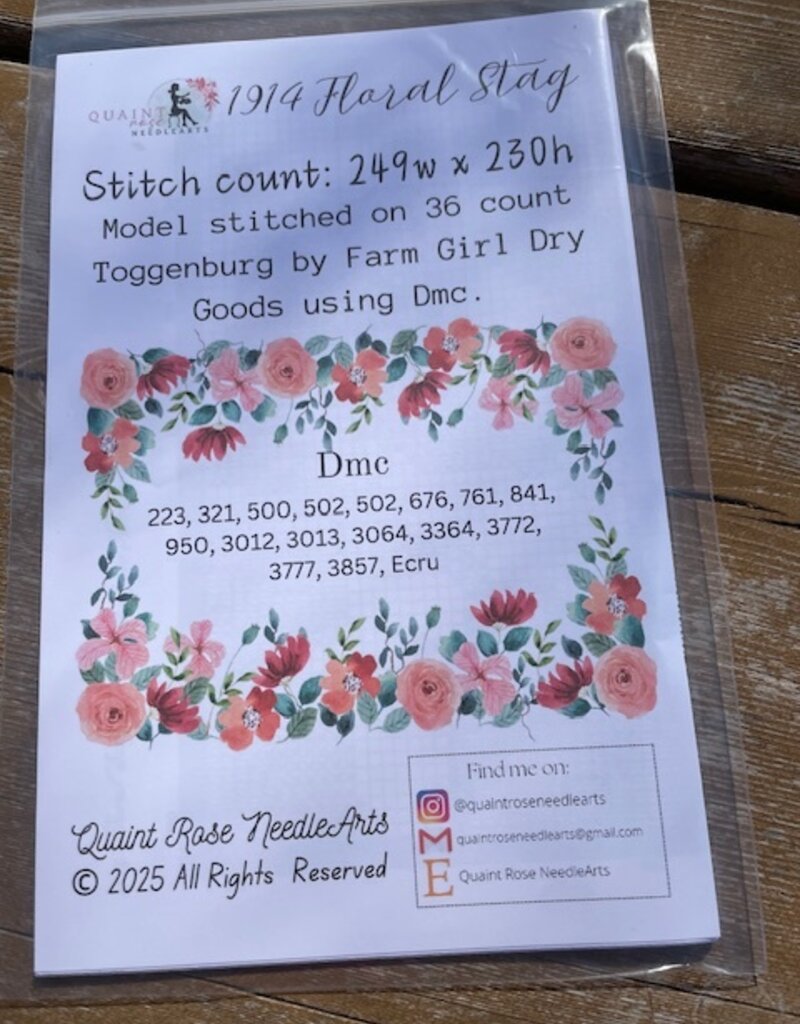 QUAINT
rose
NEEDLEARTS
1914 Floral Stag
Stitch count: 249w x 230h
Model stitched on 36 count
Toggenburg by Farm Girl Dry
Goods using Dmc.
Dmc
223, 321, 500, 502, 502, 676, 761, 841,
950, 3012, 3013, 3064, 3364, 3772,
3777, 3857, Ecru
Quaint Rose NeedleArts
© 2025 All Rights Reserved
Find me on:
@quaintroseneedlearts
M quaintroseneedlearts@gmail.com
E Quaint Rose NeedleArts